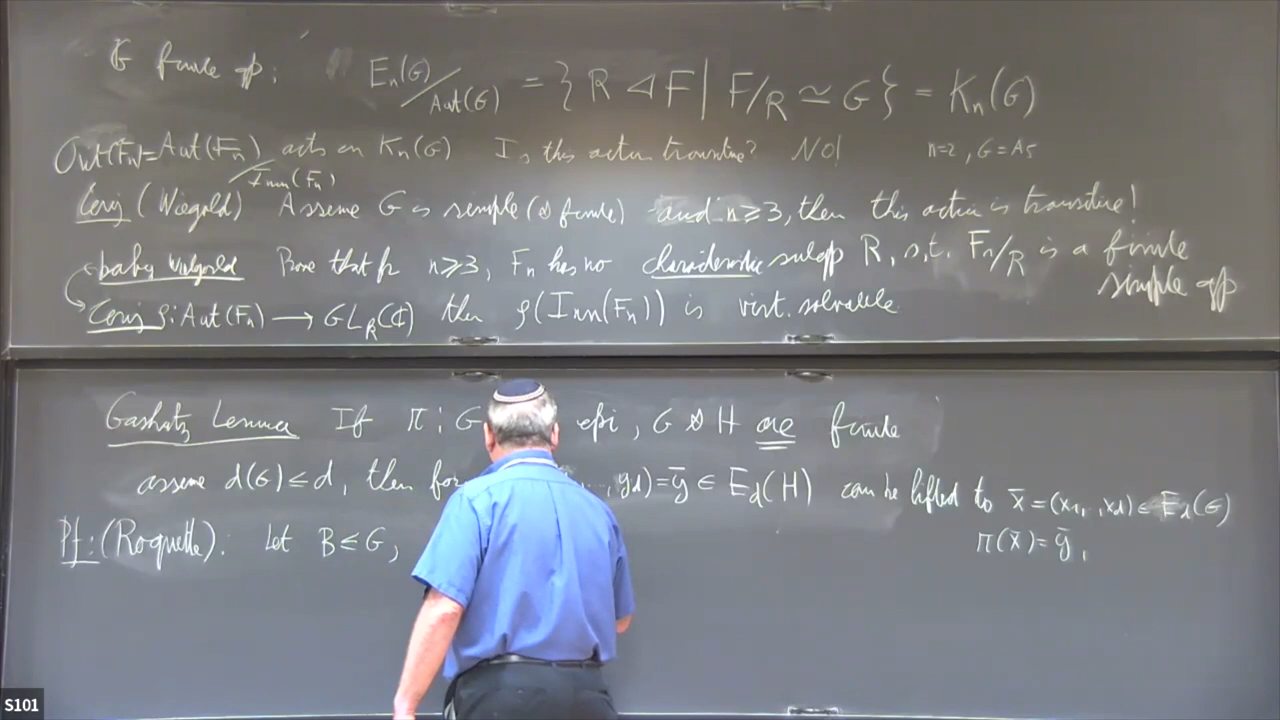 G finite gp: En(G)/Aut(G) = {R ◁ F | F/R ≃ G} = Kn(G)
Out(Fn)=Aut(Fn)/Inn(Fn) acts on Kn(G) Is this action transitive? NO! n=2, G=A5
Conj (Wiegold) Assume G is simple (& finite) and n≥3, then this action is transitive!
baby Wiegold Prove that for n≥3, Fn has no characteristic subgp R, s.t. Fn/R is a finite simple gp
Conj ρ: Aut(Fn) → GL_R(ℂ) then ρ(Inn(Fn)) is virt. solvable
Gashatz Lemma If π: G epi, G & H are finite
assume d(G) ≤ d, then for ..., yd)=ȳ ∈ Ed(H) can be lifted to x̄=(x1, ,xd) ∈ Ed(G)
π(x̄)=ȳ,
Pf: (Roquette). Let B ≤ G,
S101